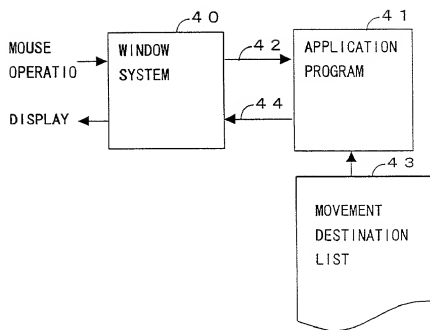 40
41
MOUSE
OPERATIO
WINDOW
SYSTEM
42
APPLICATION
PROGRAM
DISPLAY
44
43
MOVEMENT
DESTINATION
LIST